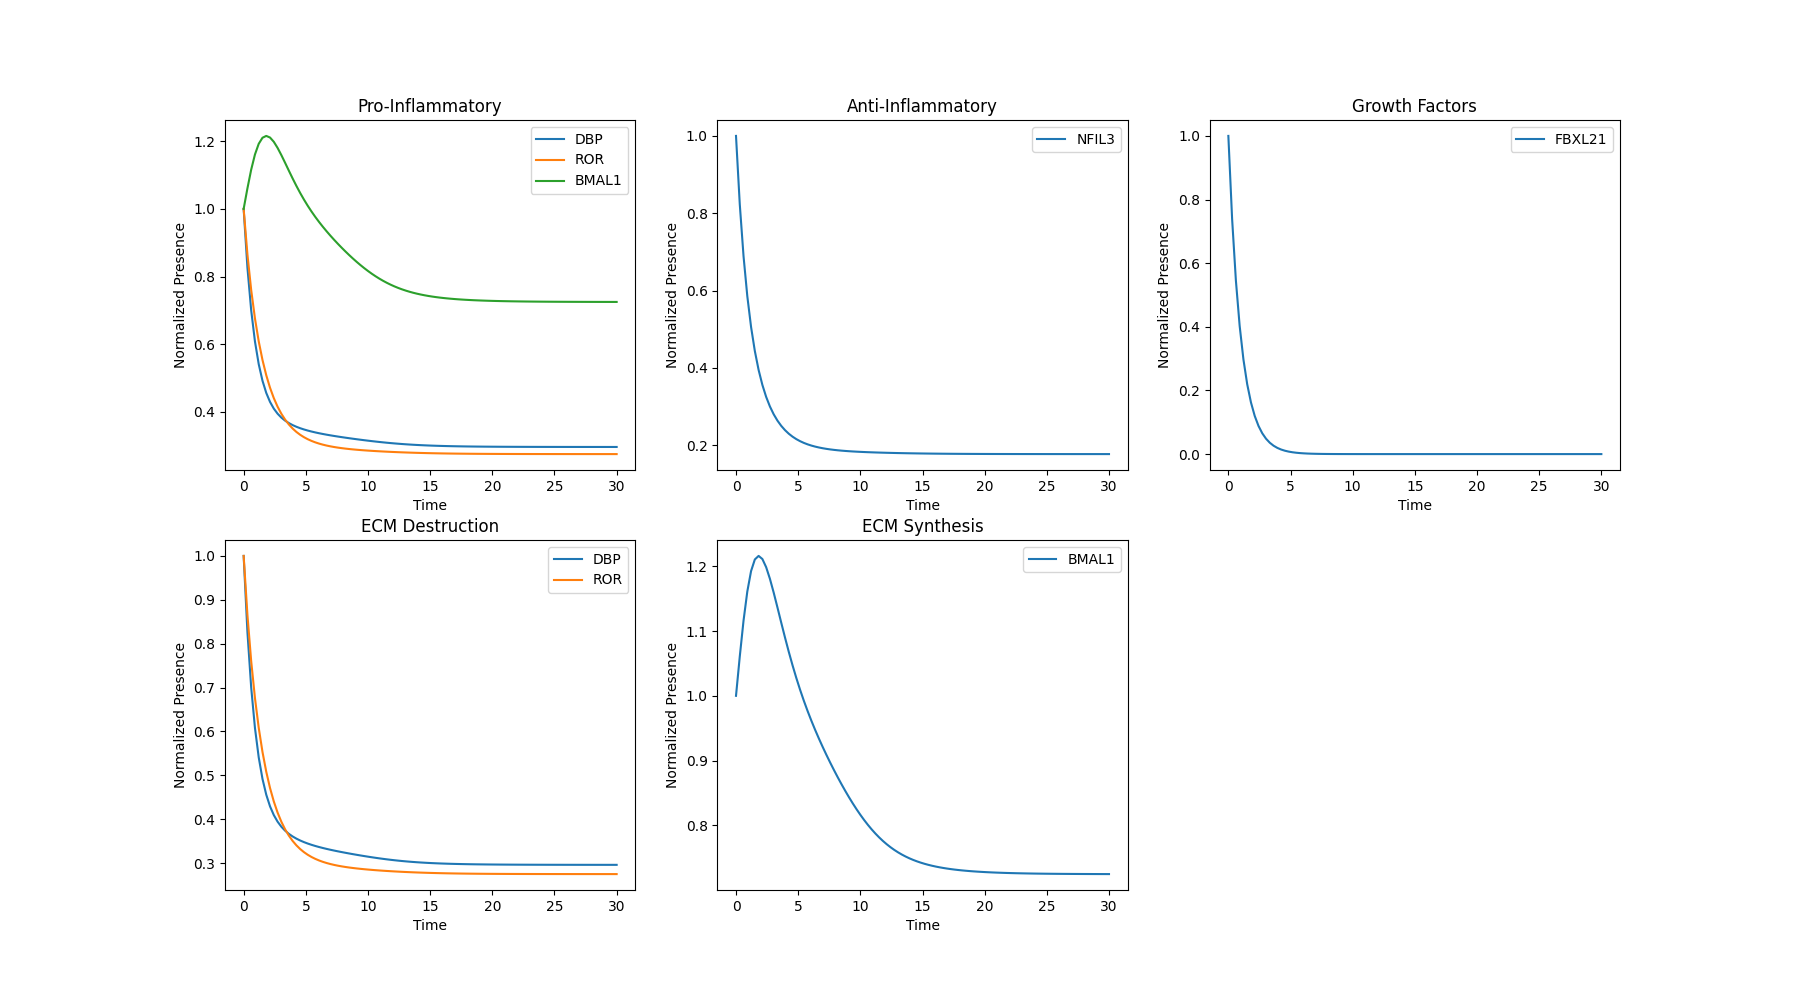 Pro-Inflammatory
Normalized Presence
1.2
1.0
0.8
0.6
0.4
DBP
ROR
BMAL1
0 5 10 15 20 25 30
Time
Anti-Inflammatory
Normalized Presence
1.0
0.8
0.6
0.4
0.2
NFIL3
0 5 10 15 20 25 30
Time
Growth Factors
Normalized Presence
1.0
0.8
0.6
0.4
0.2
0.0
FBXL21
0 5 10 15 20 25 30
Time
ECM Destruction
Normalized Presence
1.0
0.9
0.8
0.7
0.6
0.5
0.4
0.3
DBP
ROR
0 5 10 15 20 25 30
Time
ECM Synthesis
Normalized Presence
1.2
1.1
1.0
0.9
0.8
BMAL1
0 5 10 15 20 25 30
Time